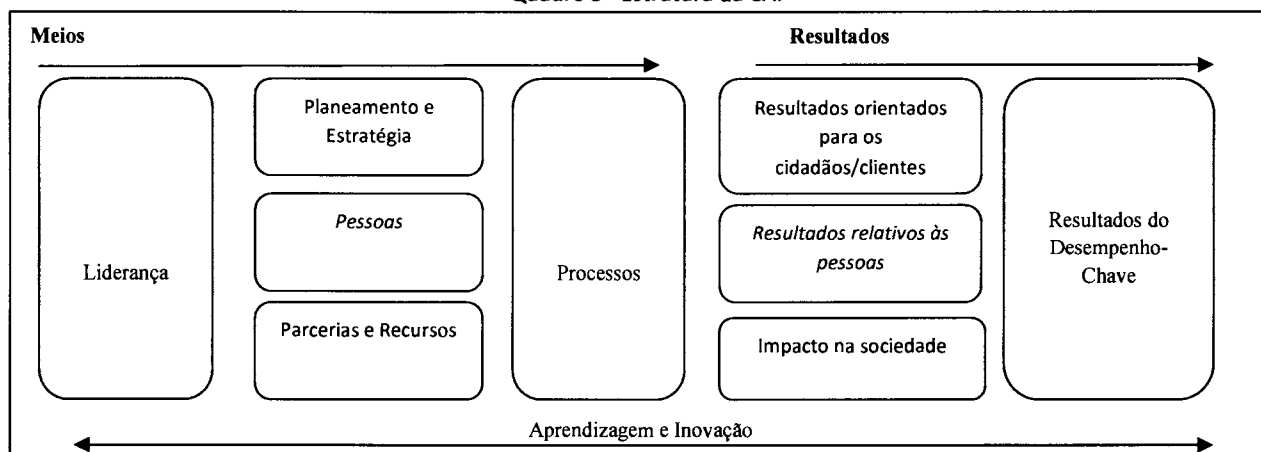 Meios
Resultados
Liderança
Planeamento e
Estratégia
Pessoas
Parcerias e Recursos
Processos
Resultados orientados
para os
cidadãos/clientes
Resultados relativos às
pessoas
Impacto na sociedade
Resultados do
Desempenho-
Chave
Aprendizagem e Inovação